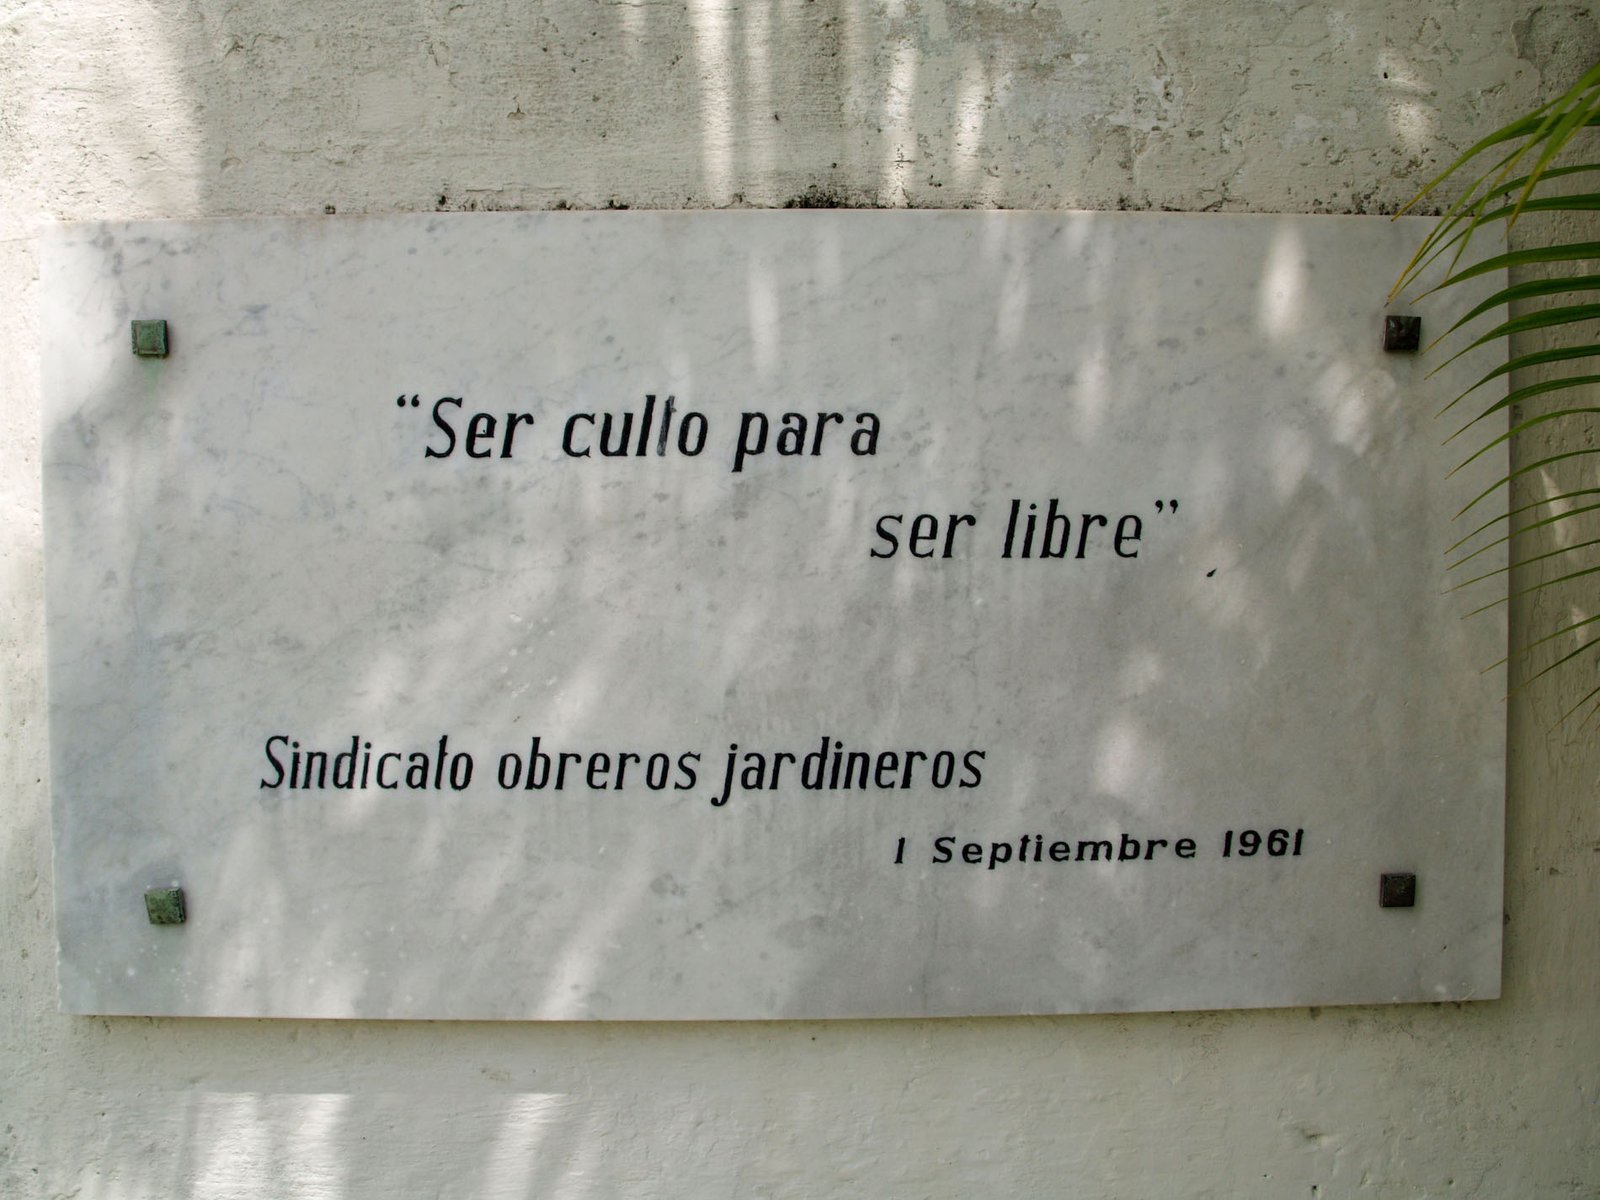 “Ser culto para
ser libre”
Sindicato obreros jardineros
1 Septiembre 1961